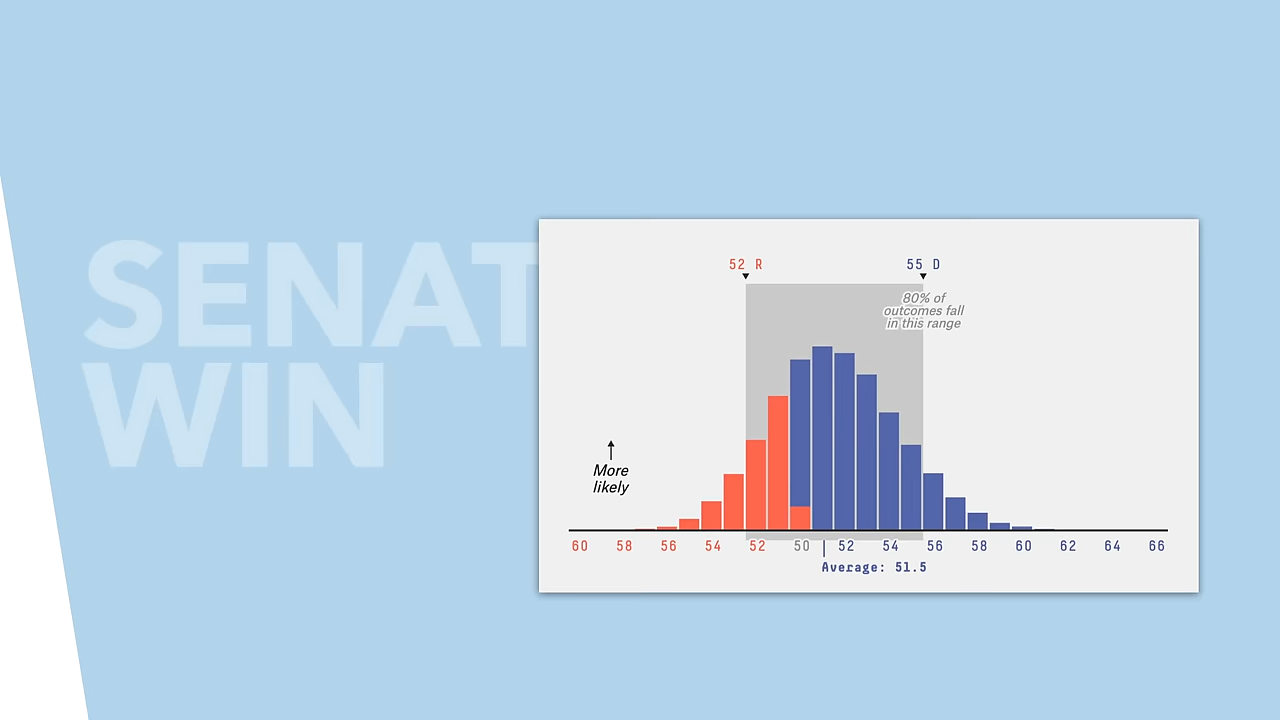 SENAT
WIN
52 R
55 D
80% of
outcomes fall
in this range
More
likely
60 58 56 54 52 50 52 54 56 58 60 62 64 66
Average: 51.5